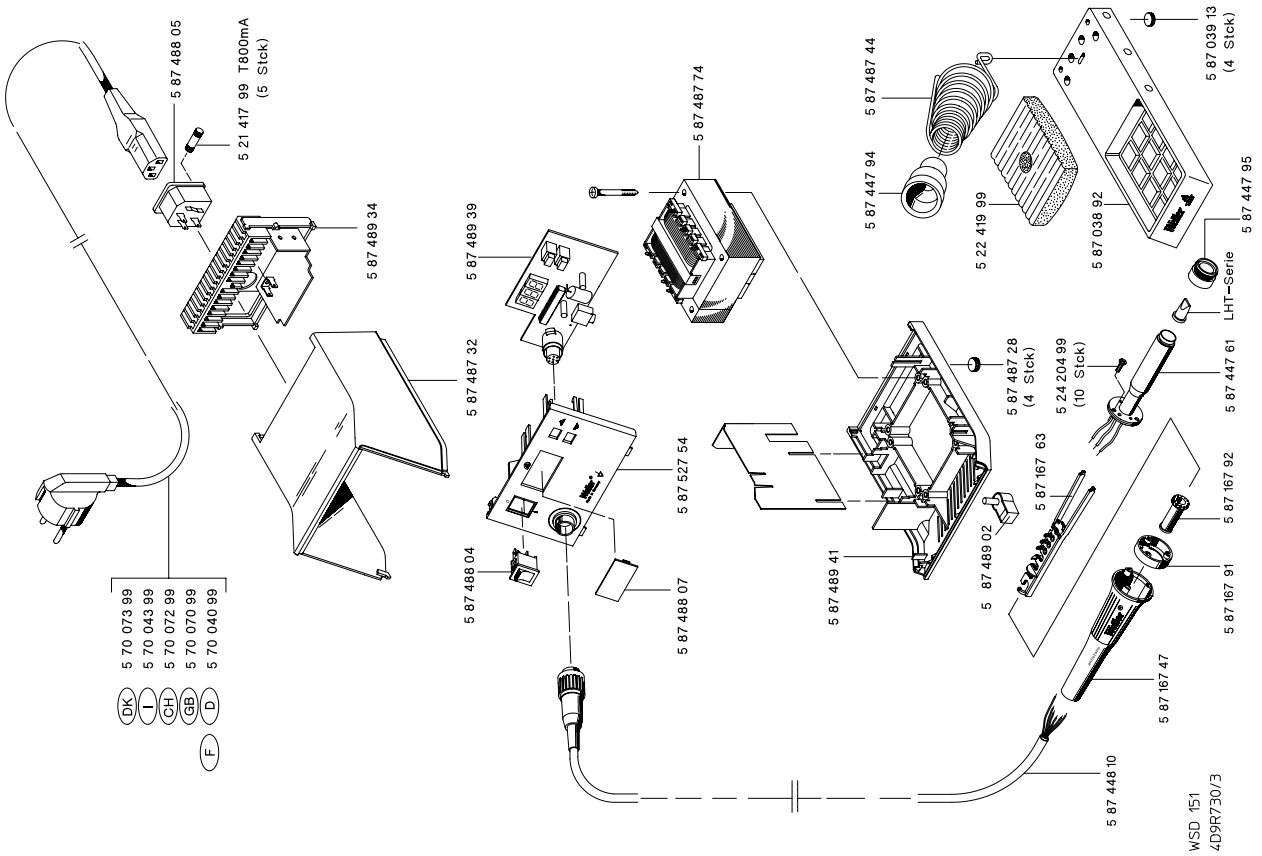 5 87 488 05
5 21 417 99 T800mA
(5 Stck)
5 87 489 34
5 87 489 39
5 87 487 32
5 87 487 74
5 87 487 44
5 87 447 94
5 22 419 99
5 87 038 92
5 87 039 13
(4 Stck)
5 87 447 95
LHT-Serie
DK 5 70 073 99
I 5 70 043 99
CH 5 70 072 99
GB 5 70 070 99
F D 5 70 040 99
5 87 488 04
5 87 488 07
5 87 527 54
Weller
5 87 489 41
5 87 487 28
(4 Stck)
5 24 204 99
(10 Stck)
5 87 447 61
5 87 489 02
5 87 167 63
5 87 167 92
5 87 167 91
Weller
5 87 167 47
5 87 448 10
Weller
WSD 151
4D9R730/3